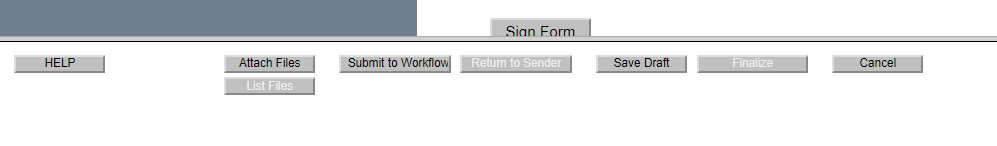 Sign Form
HELP Attach Files Submit to Workflow Return to Sender Save Draft Finalize Cancel
List Files